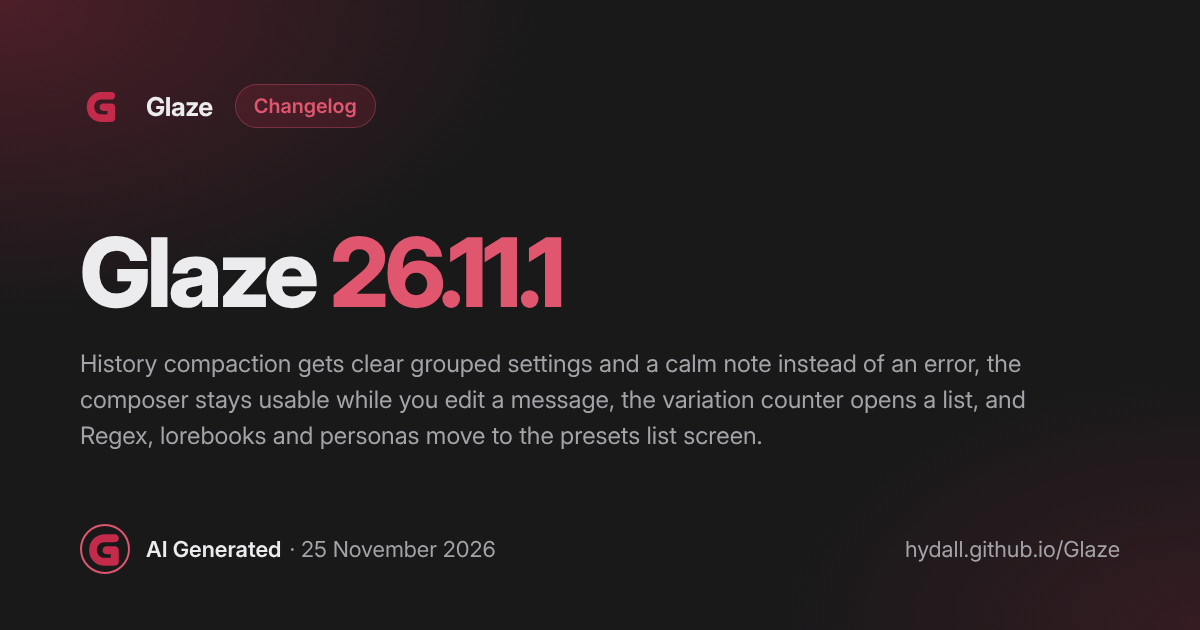 Glaze Changelog
Glaze 26.11.1
History compaction gets clear grouped settings and a calm note instead of an error, the
composer stays usable while you edit a message, the variation counter opens a list, and
Regex, lorebooks and personas move to the presets list screen.
AI Generated · 25 November 2026
hydall.github.io/Glaze